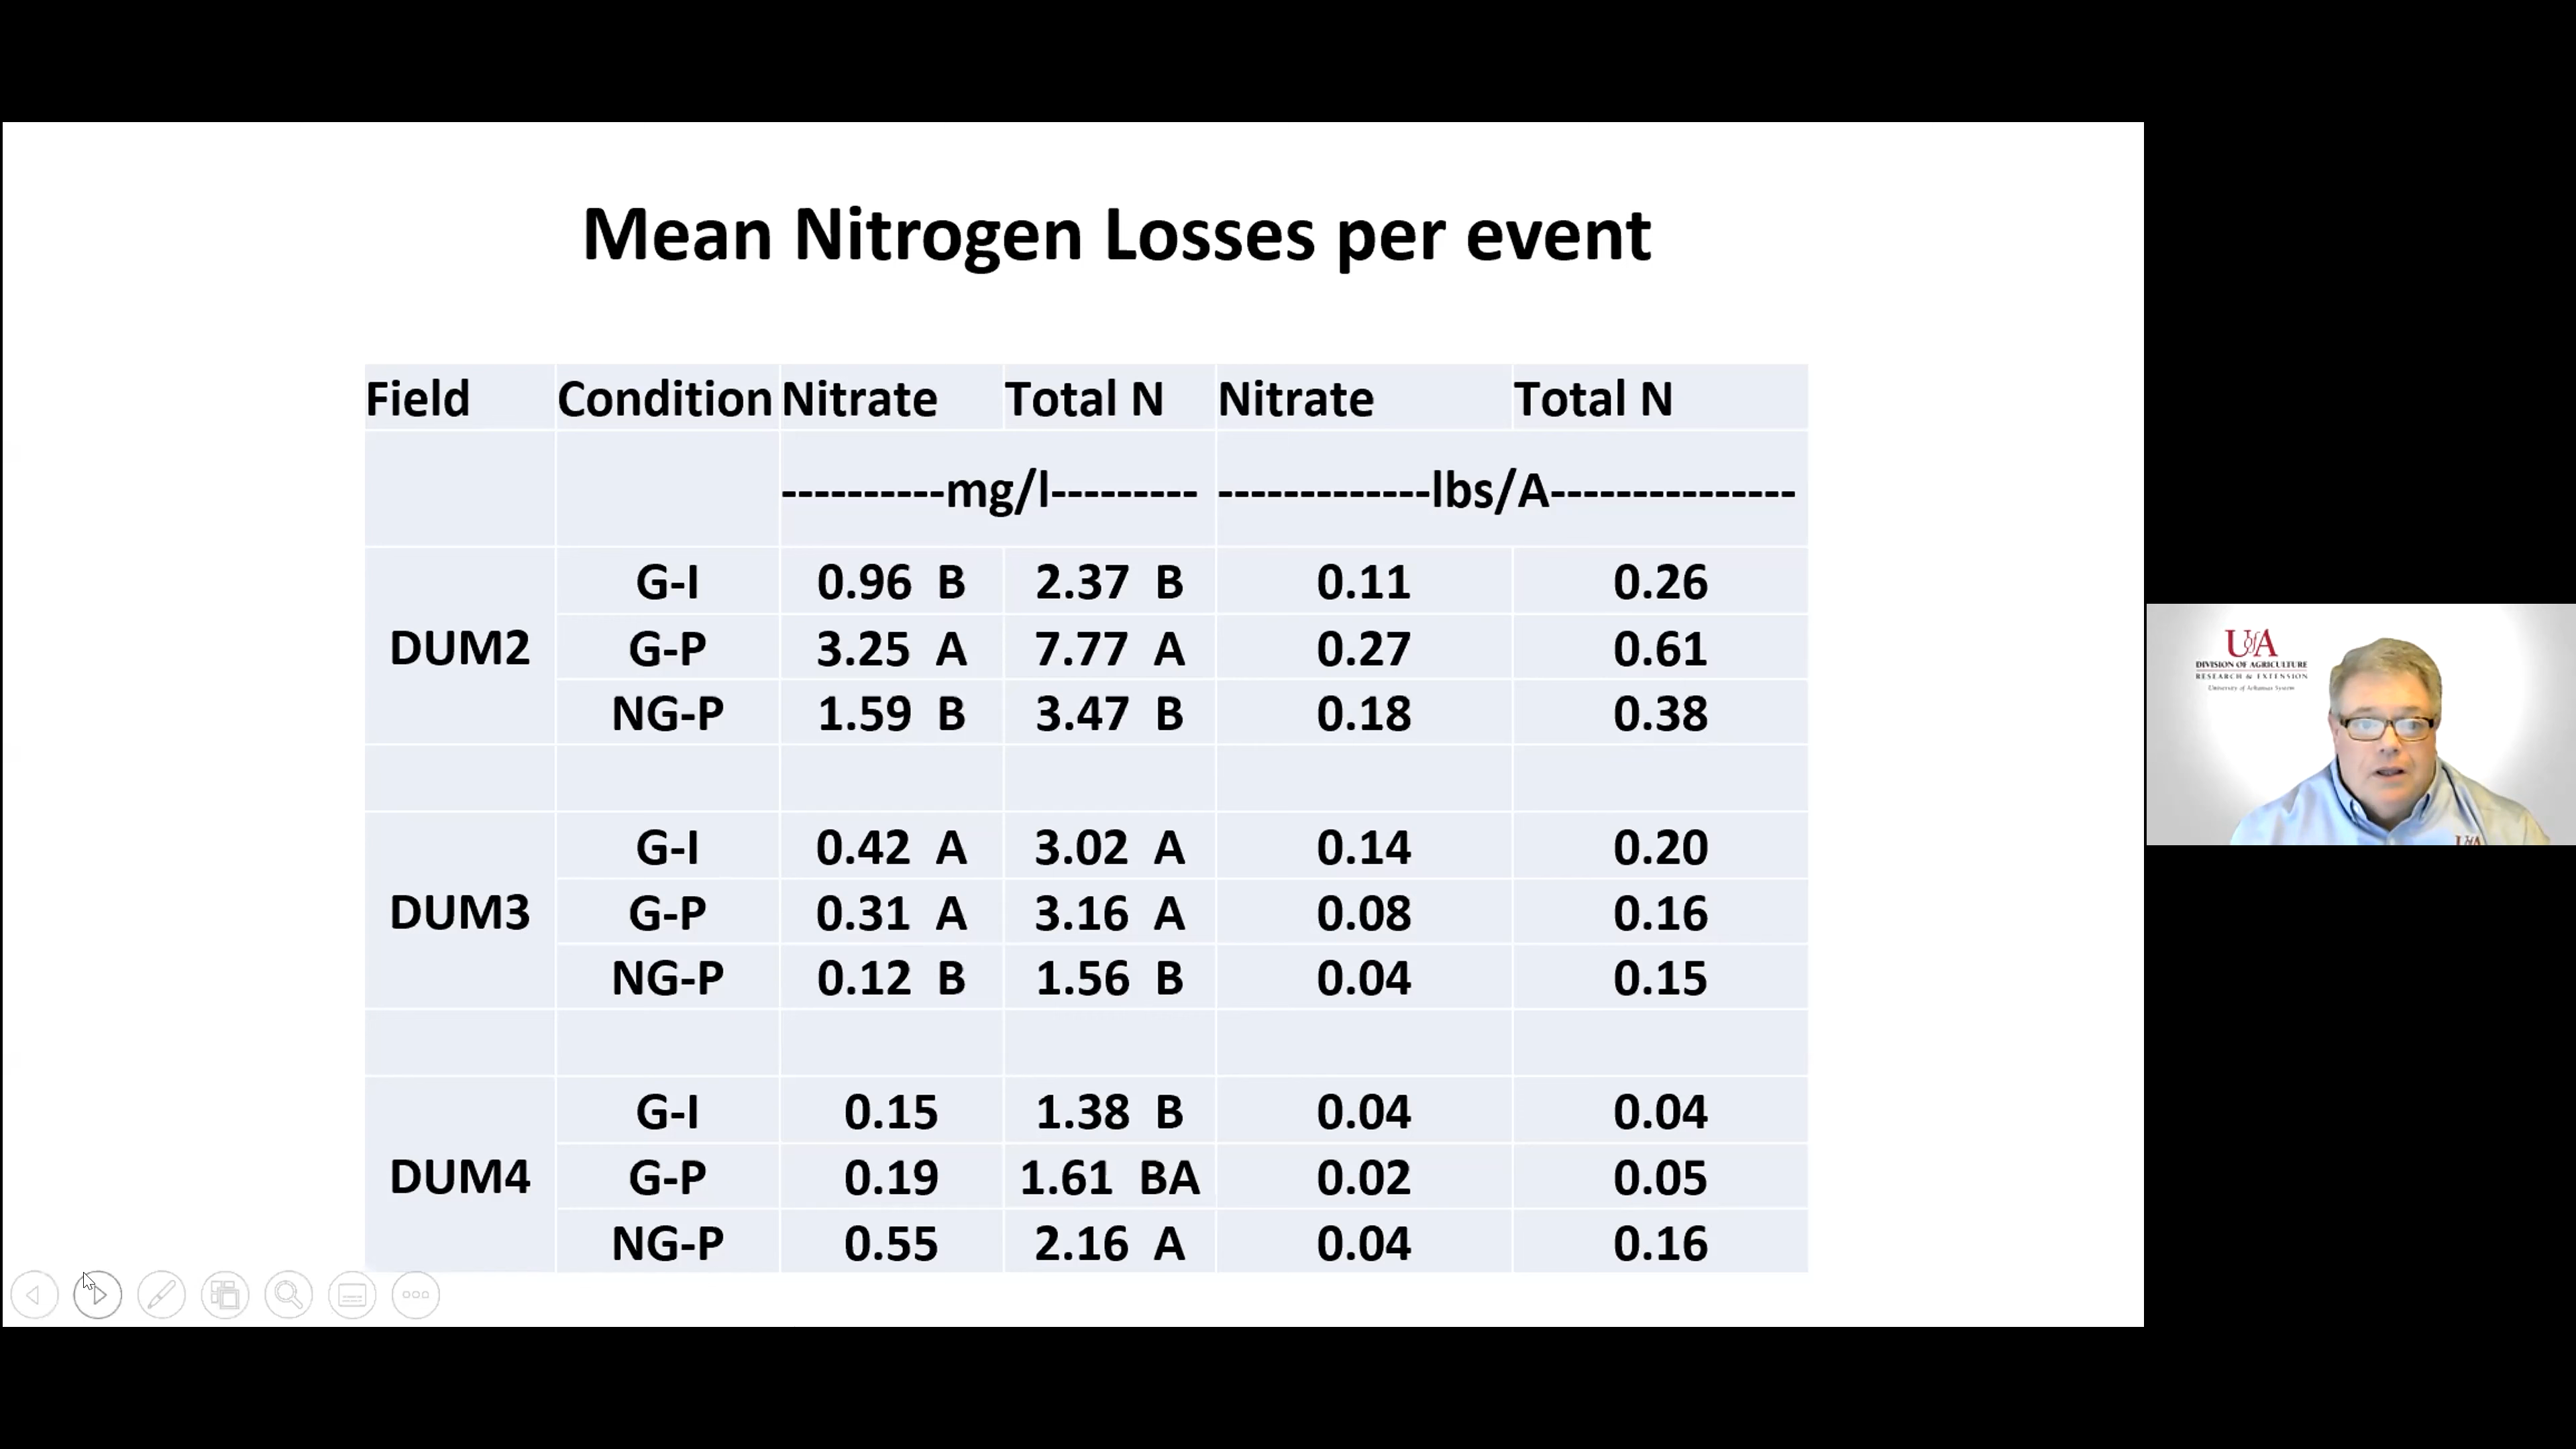 Mean Nitrogen Losses per event
Field Condition Nitrate Total N Nitrate Total N
----------mg/l--------- -------------lbs/A---------------
DUM2
G-I 0.96 B 2.37 B 0.11 0.26
G-P 3.25 A 7.77 A 0.27 0.61
NG-P 1.59 B 3.47 B 0.18 0.38
DUM3
G-I 0.42 A 3.02 A 0.14 0.20
G-P 0.31 A 3.16 A 0.08 0.16
NG-P 0.12 B 1.56 B 0.04 0.15
DUM4
G-I 0.15 1.38 B 0.04 0.04
G-P 0.19 1.61 BA 0.02 0.05
NG-P 0.55 2.16 A 0.04 0.16
UofA
DIVISION OF AGRICULTURE
RESEARCH & EXTENSION
University of Arkansas System